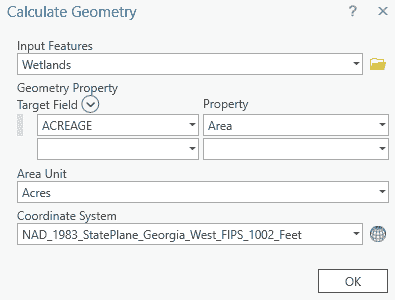 Calculate Geometry ? ×
Input Features
Wetlands
Geometry Property
Target Field Property
ACREAGE Area
Area Unit
Acres
Coordinate System
NAD_1983_StatePlane_Georgia_West_FIPS_1002_Feet
OK